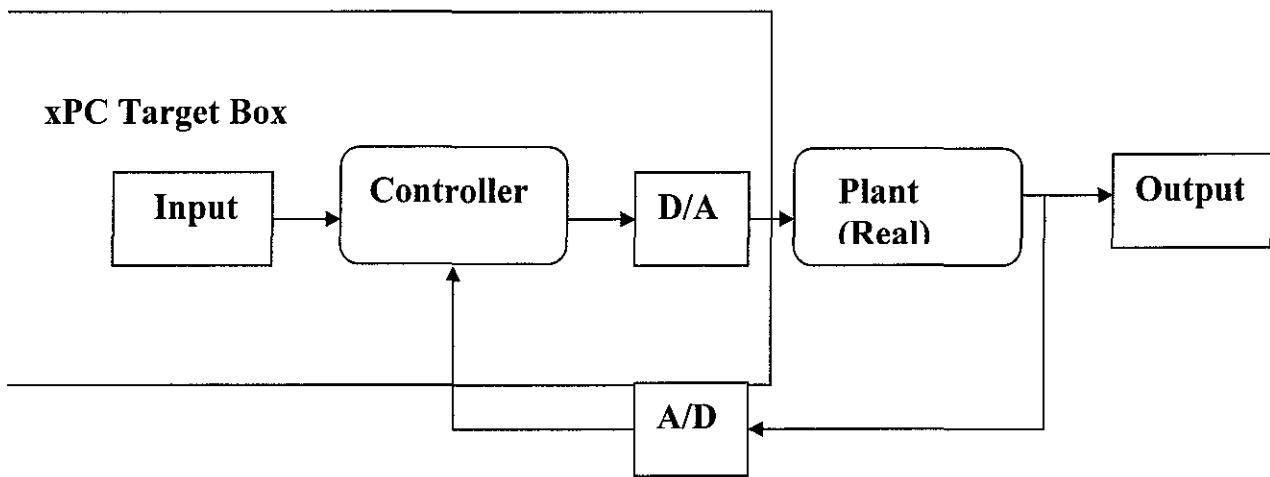 xPC Target Box
Input
Controller
D/A
Plant
(Real)
Output
A/D